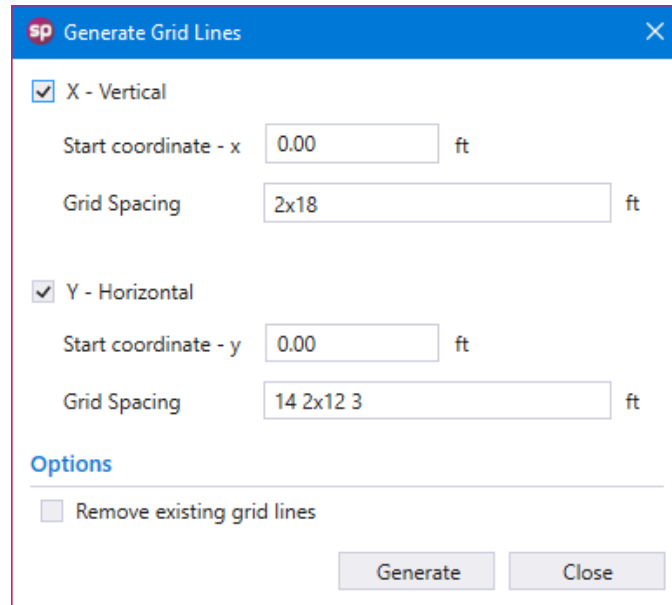 sp Generate Grid Lines
X - Vertical
Start coordinate - x 0.00 ft
Grid Spacing 2x18 ft
Y - Horizontal
Start coordinate - y 0.00 ft
Grid Spacing 14 2x12 3 ft
Options
Remove existing grid lines
Generate Close